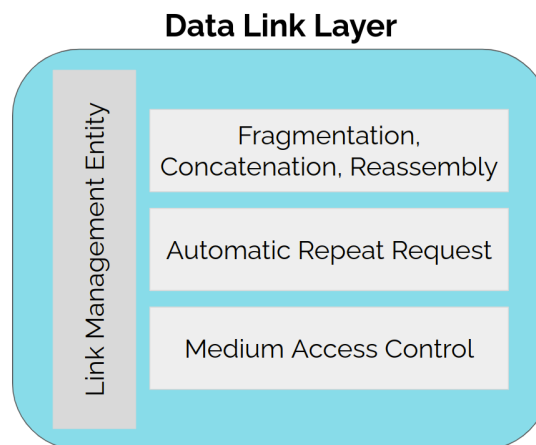 Data Link Layer
Link Management Entity
Fragmentation,
Concatenation, Reassembly
Automatic Repeat Request
Medium Access Control